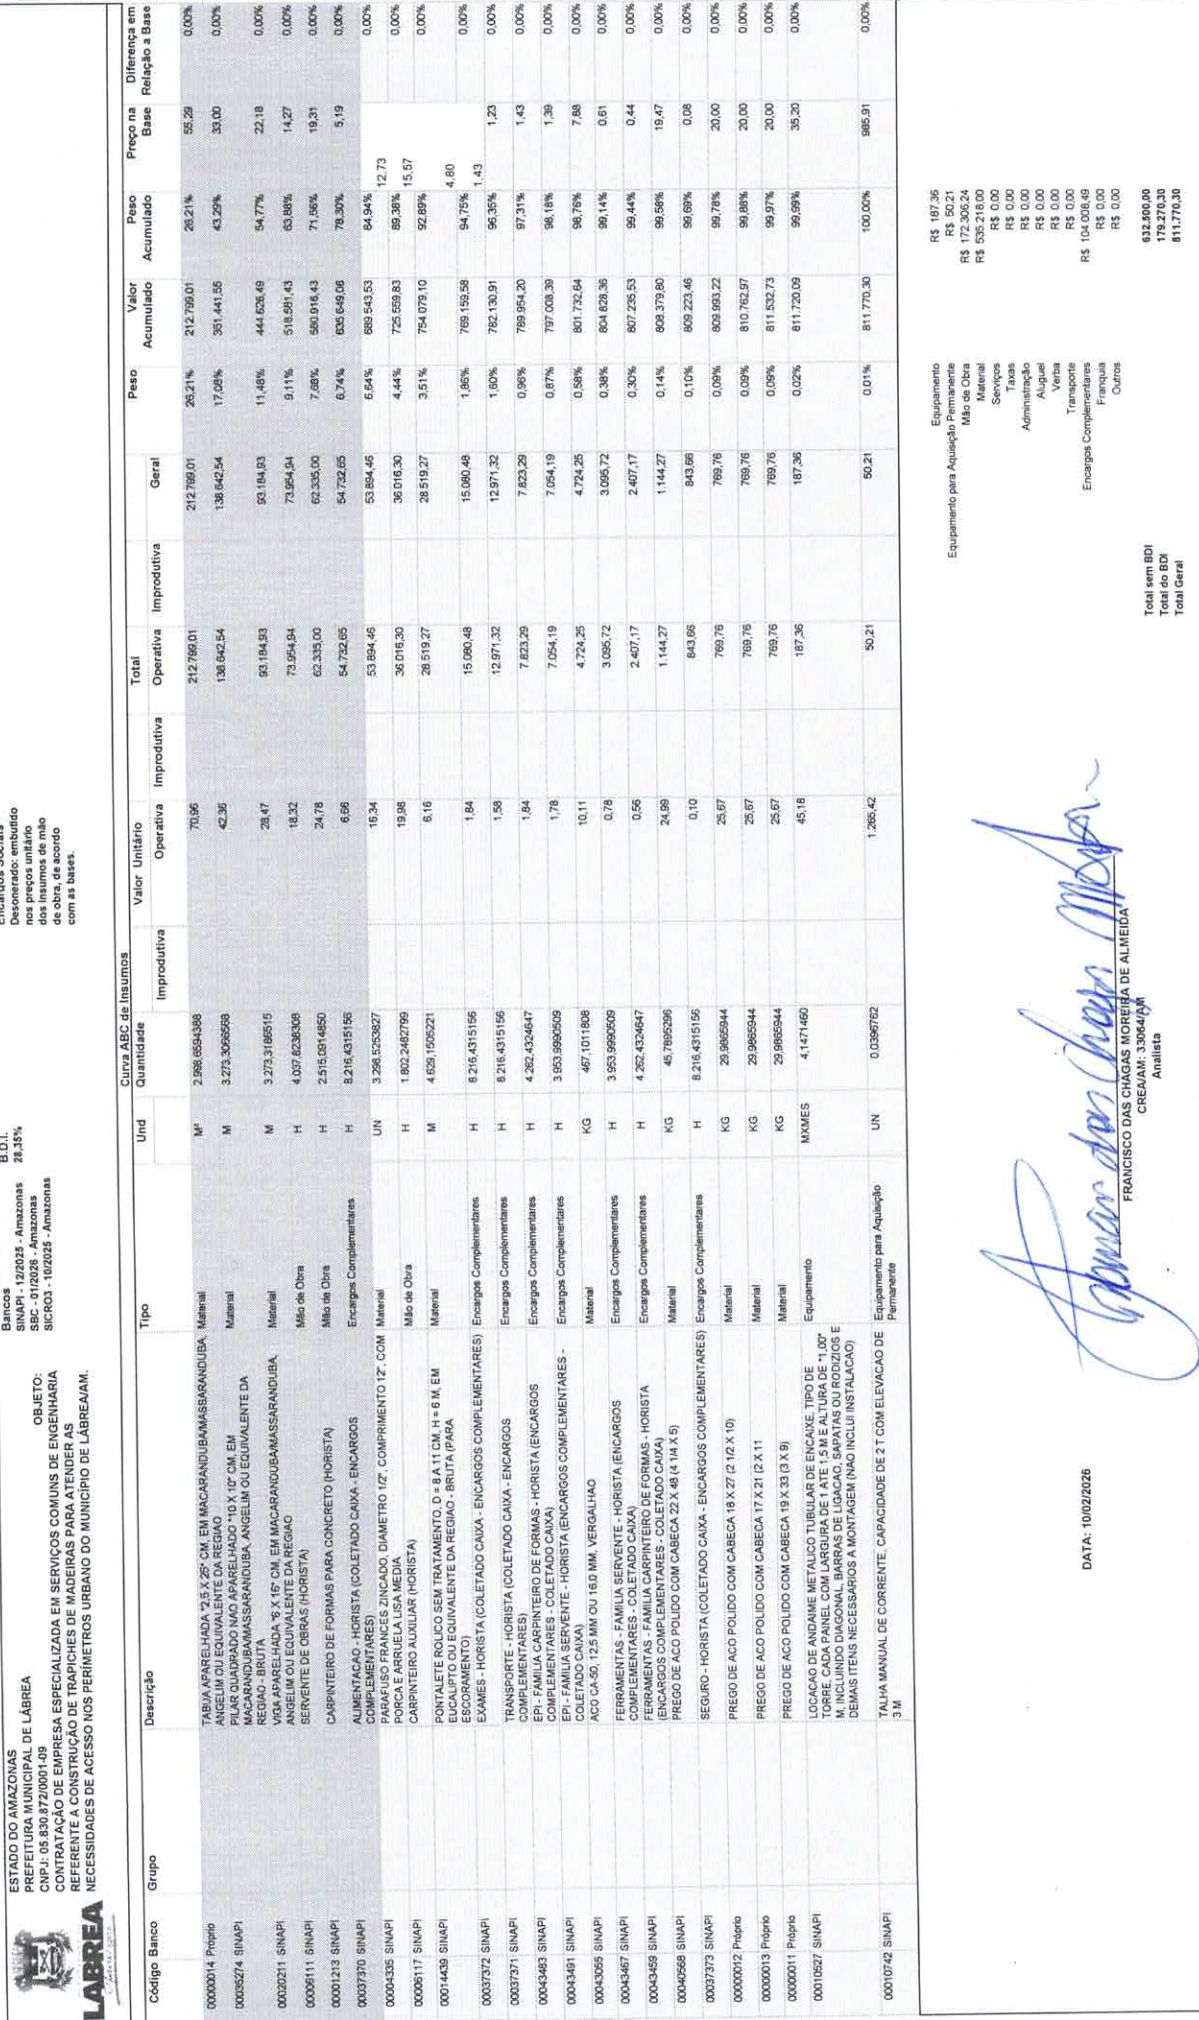 ESTADO DO AMAZONAS
PREFEITURA MUNICIPAL DE LÁBREA
CNPJ: 05.830.872/0001-09
OBJETO:
CONTRATAÇÃO DE EMPRESA ESPECIALIZADA EM SERVIÇOS COMUNS DE ENGENHARIA
REFERENTE A CONSTRUÇÃO DE TRAPICHES DE MADEIRAS PARA ATENDER AS
NECESSIDADES DE ACESSO NOS PERÍMETROS URBANO DO MUNICÍPIO DE LÁBREA/AM.
LABREA
Bancos
SINAPI - 12/2025 - Amazonas
SBC - 01/2026 - Amazonas
SICRO3 - 10/2025 - Amazonas
B.D.I.
28,35%
Encargos Sociais
Desonerado: embutido
nos preços unitário
dos insumos de mão
de obra, de acordo
com as bases.
Curva ABC de Insumos
Código Banco Grupo Descrição Tipo Und Quantidade Valor Unitário Total Peso Valor Acumulado Peso Acumulado Preço na Base Diferença em Relação a Base
Improdutiva Operativa Improdutiva Operativa Improdutiva Geral
00000014 Próprio TABUA APARELHADA *2,5 X 25* CM, EM MACARANDUBA/MASSARANDUBA, ANGELIM OU EQUIVALENTE DA REGIAO Material M² 2.998,6594388 70,96 212.799,01 212.799,01 26,21% 212.799,01 26,21% 55,29 0,00%
00035274 SINAPI PILAR QUADRADO NAO APARELHADO *10 X 10* CM, EM MACARANDUBA/MASSARANDUBA, ANGELIM OU EQUIVALENTE DA REGIAO - BRUTA Material M 3.273,3066568 42,36 138.642,54 138.642,54 17,08% 351.441,55 43,29% 33,00 0,00%
00020211 SINAPI VIGA APARELHADA *6 X 16* CM, EM MACARANDUBA/MASSARANDUBA, ANGELIM OU EQUIVALENTE DA REGIAO Material M 3.273,3186515 28,47 93.184,93 93.184,93 11,48% 444.626,49 54,77% 22,18 0,00%
00006111 SINAPI SERVENTE DE OBRAS (HORISTA) Mão de Obra H 4.037,8238308 18,32 73.954,94 73.954,94 9,11% 518.581,43 63,88% 14,27 0,00%
00001213 SINAPI CARPINTEIRO DE FORMAS PARA CONCRETO (HORISTA) Mão de Obra H 2.515,0914850 24,78 62.335,00 62.335,00 7,68% 580.916,43 71,56% 19,31 0,00%
00037370 SINAPI ALIMENTACAO - HORISTA (COLETADO CAIXA - ENCARGOS COMPLEMENTARES) Encargos Complementares H 8.216,4315156 6,66 54.732,65 54.732,65 6,74% 635.649,08 78,30% 5,19 0,00%
00004335 SINAPI PARAFUSO FRANCES ZINCADO, DIAMETRO 1/2", COMPRIMENTO 12", COM PORCA E ARRUELA LISA MEDIA Material UN 3.298,5253827 16,34 53.894,46 53.894,46 6,64% 689.543,53 84,94% 12,73 0,00%
00006117 SINAPI CARPINTEIRO AUXILIAR (HORISTA) Mão de Obra H 1.802,2482799 19,98 36.016,30 36.016,30 4,44% 725.559,83 89,38% 15,57 0,00%
00014439 SINAPI PONTALETE ROLICO SEM TRATAMENTO, D = 8 A 11 CM, H = 6 M, EM EUCALIPTO OU EQUIVALENTE DA REGIAO - BRUTA (PARA ESCORAMENTO) Material M 4.629,1505221 6,16 28.519,27 28.519,27 3,51% 754.079,10 92,89% 4,80 0,00%
00037372 SINAPI EXAMES - HORISTA (COLETADO CAIXA - ENCARGOS COMPLEMENTARES) Encargos Complementares H 8.216,4315156 1,84 15.080,48 15.080,48 1,86% 769.159,58 94,75% 1,43 0,00%
00037371 SINAPI TRANSPORTE - HORISTA (COLETADO CAIXA - ENCARGOS COMPLEMENTARES) Encargos Complementares H 8.216,4315156 1,58 12.971,32 12.971,32 1,60% 782.130,91 96,35% 1,23 0,00%
00043483 SINAPI EPI - FAMILIA CARPINTEIRO DE FORMAS - HORISTA (ENCARGOS COMPLEMENTARES - COLETADO CAIXA) Encargos Complementares H 4.262,4324647 1,84 7.823,29 7.823,29 0,96% 789.954,20 97,31% 1,43 0,00%
00043491 SINAPI EPI - FAMILIA SERVENTE - HORISTA (ENCARGOS COMPLEMENTARES - COLETADO CAIXA) Encargos Complementares H 3.953,9990509 1,78 7.054,19 7.054,19 0,87% 797.008,39 98,18% 1,39 0,00%
00043055 SINAPI ACO CA-50, 12,5 MM OU 16,0 MM, VERGALHAO Material KG 467,1011808 10,11 4.724,25 4.724,25 0,58% 801.732,64 98,76% 7,88 0,00%
00043467 SINAPI FERRAMENTAS - FAMILIA SERVENTE - HORISTA (ENCARGOS COMPLEMENTARES - COLETADO CAIXA) Encargos Complementares H 3.953,9990509 0,78 3.095,72 3.095,72 0,38% 804.828,36 99,14% 0,61 0,00%
00043459 SINAPI FERRAMENTAS - FAMILIA CARPINTEIRO DE FORMAS - HORISTA (ENCARGOS COMPLEMENTARES - COLETADO CAIXA) Encargos Complementares H 4.262,4324647 0,56 2.407,17 2.407,17 0,30% 807.235,53 99,44% 0,44 0,00%
00040568 SINAPI PREGO DE ACO POLIDO COM CABECA 22 X 48 (4 1/4 X 5) Material KG 45,7895296 24,99 1.144,27 1.144,27 0,14% 808.379,80 99,58% 19,47 0,00%
00037373 SINAPI SEGURO - HORISTA (COLETADO CAIXA - ENCARGOS COMPLEMENTARES) Encargos Complementares H 8.216,4315156 0,10 843,66 843,66 0,10% 809.223,46 99,69% 0,08 0,00%
00000012 Próprio PREGO DE ACO POLIDO COM CABECA 18 X 27 (2 1/2 X 10) Material KG 29,9865944 25,67 769,76 769,76 0,09% 809.993,22 99,78% 20,00 0,00%
00000013 Próprio PREGO DE ACO POLIDO COM CABECA 17 X 21 (2 X 11 Material KG 29,9865944 25,67 769,76 769,76 0,09% 810.762,97 99,88% 20,00 0,00%
00000011 Próprio PREGO DE ACO POLIDO COM CABECA 19 X 33 (3 X 9) Material KG 29,9865944 25,67 769,76 769,76 0,09% 811.532,73 99,97% 20,00 0,00%
00010527 SINAPI LOCACAO DE ANDAIME METALICO TUBULAR DE ENCAIXE, TIPO DE TORRE, CADA PAINEL COM LARGURA DE 1 ATE 1,5 M E ALTURA DE *1,00* M, INCLUINDO DIAGONAL, BARRAS DE LIGACAO, SAPATAS OU RODIZIOS E DEMAIS ITENS NECESSARIOS A MONTAGEM (NAO INCLUI INSTALACAO) Equipamento MXMES 4,1471460 45,18 187,36 187,36 0,02% 811.720,09 99,99% 35,20 0,00%
00010742 SINAPI TALHA MANUAL DE CORRENTE, CAPACIDADE DE 2 T COM ELEVACAO DE 3 M Equipamento para Aquisição Permanente UN 0,0396762 1.265,42 50,21 50,21 0,01% 811.770,30 100,00% 985,91 0,00%
Equipamento R$ 187,36
Equipamento para Aquisição Permanente R$ 50,21
Mão de Obra R$ 172.306,24
Material R$ 535.218,00
Serviços R$ 0,00
Taxas R$ 0,00
Administração R$ 0,00
Aluguel R$ 0,00
Verba R$ 0,00
Transporte R$ 0,00
Encargos Complementares R$ 104.008,49
Franquia R$ 0,00
Outros R$ 0,00
Total sem BDI 632.500,00
Total do BDI 179.270,30
Total Geral 811.770,30
DATA: 10/02/2026
FRANCISCO DAS CHAGAS MOREIRA DE ALMEIDA
CREA/AM: 33064/AM
Analista